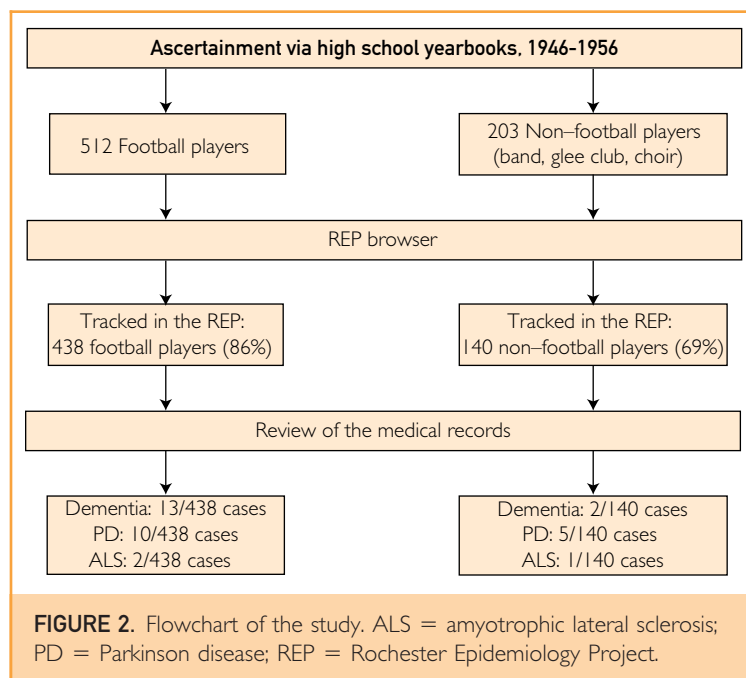 Ascertainment via high school yearbooks, 1946-1956
512 Football players
203 Non–football players
(band, glee club, choir)
REP browser
Tracked in the REP:
438 football players (86%)
Tracked in the REP:
140 non–football players (69%)
Review of the medical records
Dementia: 13/438 cases
PD: 10/438 cases
ALS: 2/438 cases
Dementia: 2/140 cases
PD: 5/140 cases
ALS: 1/140 cases
FIGURE 2. Flowchart of the study. ALS = amyotrophic lateral sclerosis;
PD = Parkinson disease; REP = Rochester Epidemiology Project.